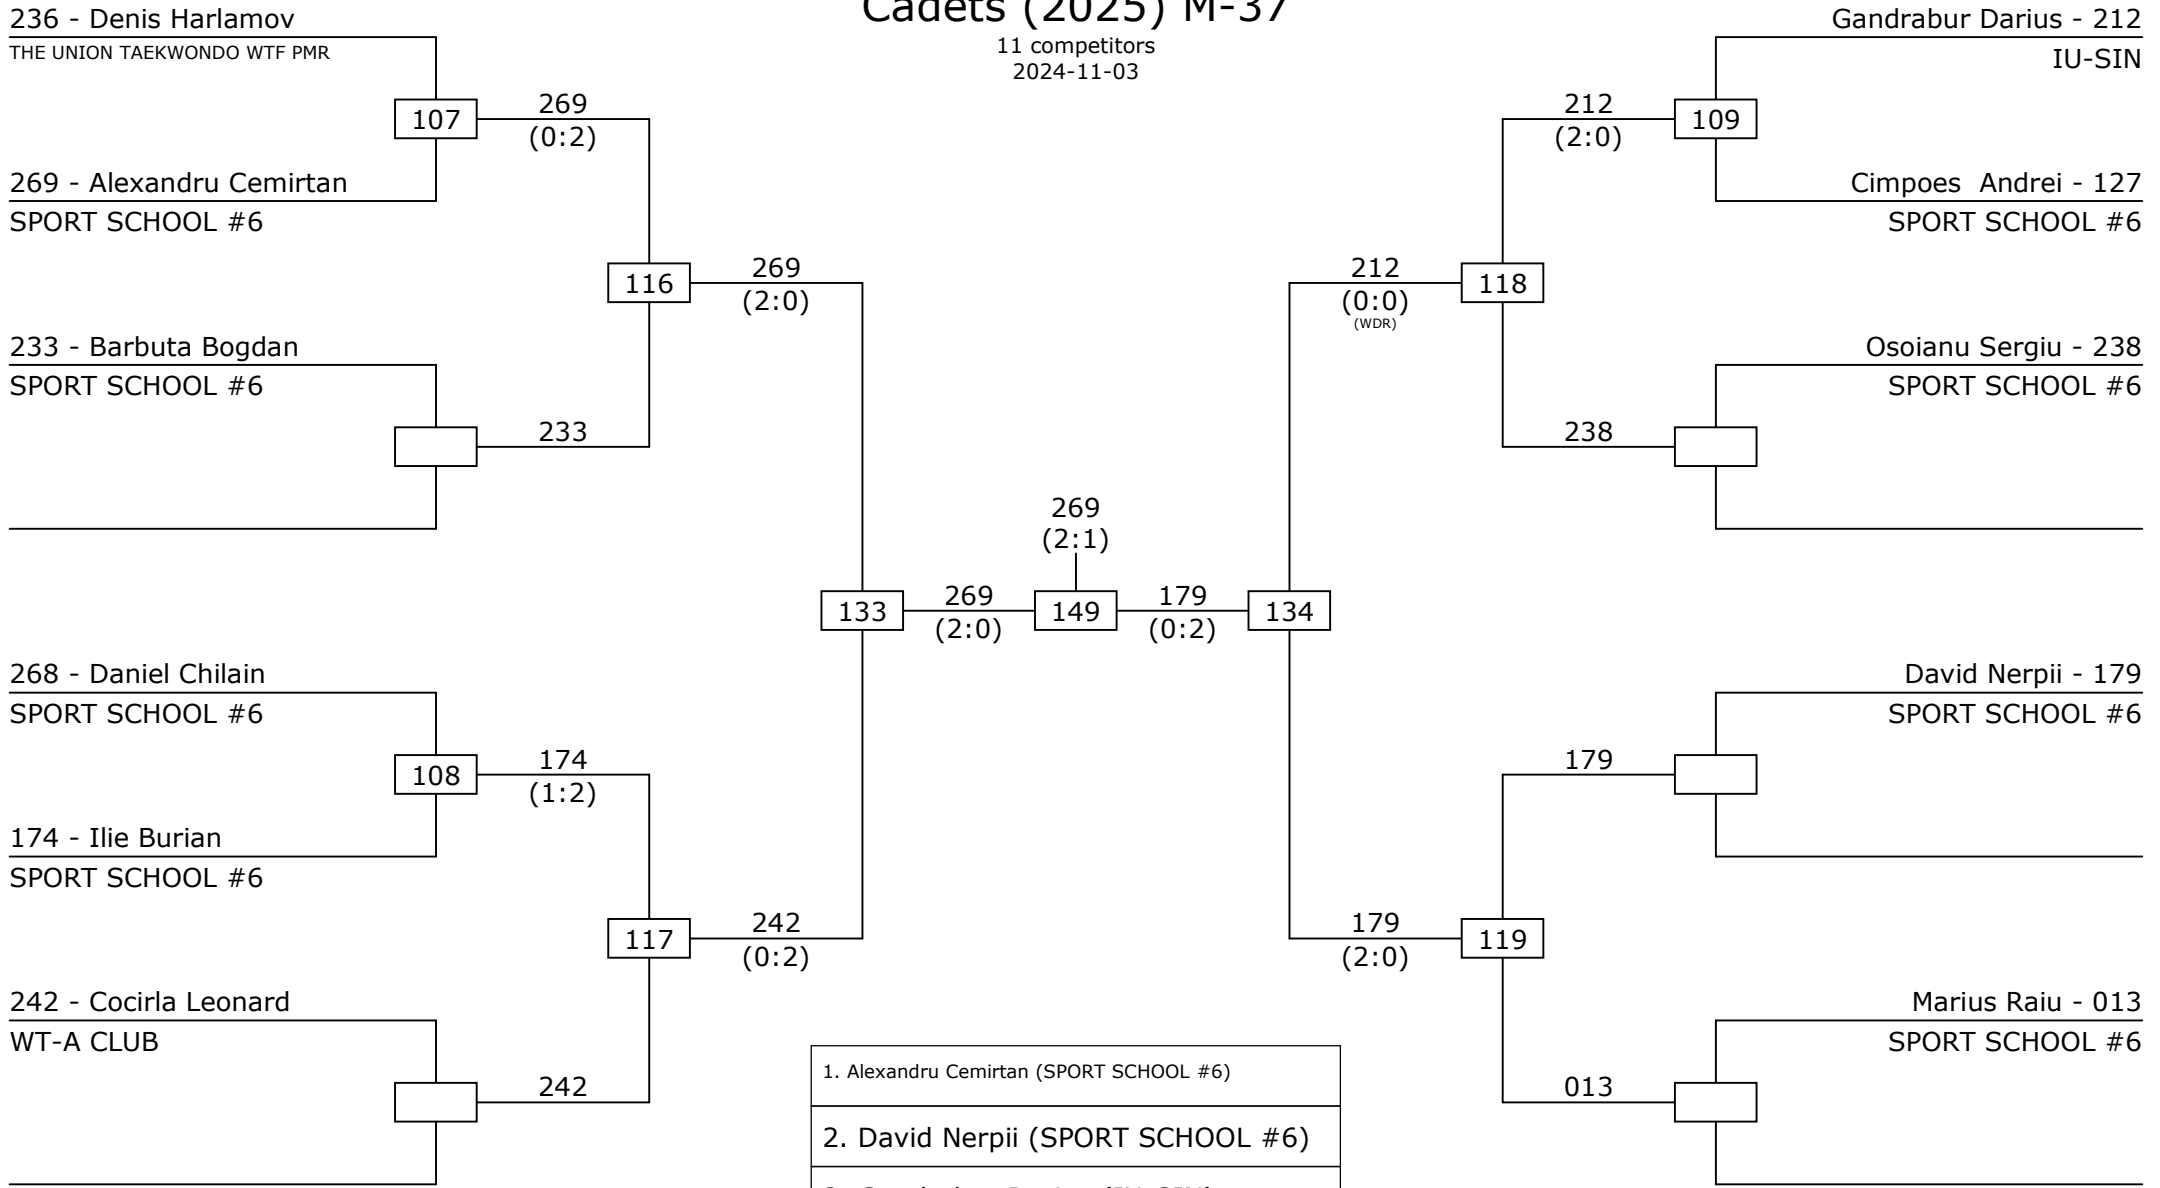 Cadets (2025) M-37
11 competitors
2024-11-03
236 - Denis Harlamov
THE UNION TAEKWONDO WTF PMR
107
269
(0:2)
269 - Alexandru Cemirtan
SPORT SCHOOL #6
116
269
(2:0)
233 - Barbuta Bogdan
SPORT SCHOOL #6
233
268 - Daniel Chilain
SPORT SCHOOL #6
108
174
(1:2)
174 - Ilie Burian
SPORT SCHOOL #6
117
242
(0:2)
242 - Cocirla Leonard
WT-A CLUB
242
133
269
(2:0)
269
(2:1)
149
179
(0:2)
134
Gandrabur Darius - 212
IU-SIN
212
(2:0)
109
Cimpoes  Andrei - 127
SPORT SCHOOL #6
212
(0:0)
(WDR)
118
Osoianu Sergiu - 238
SPORT SCHOOL #6
238
David Nerpii - 179
SPORT SCHOOL #6
179
179
(2:0)
119
Marius Raiu - 013
SPORT SCHOOL #6
013
1. Alexandru Cemirtan (SPORT SCHOOL #6)
2. David Nerpii (SPORT SCHOOL #6)